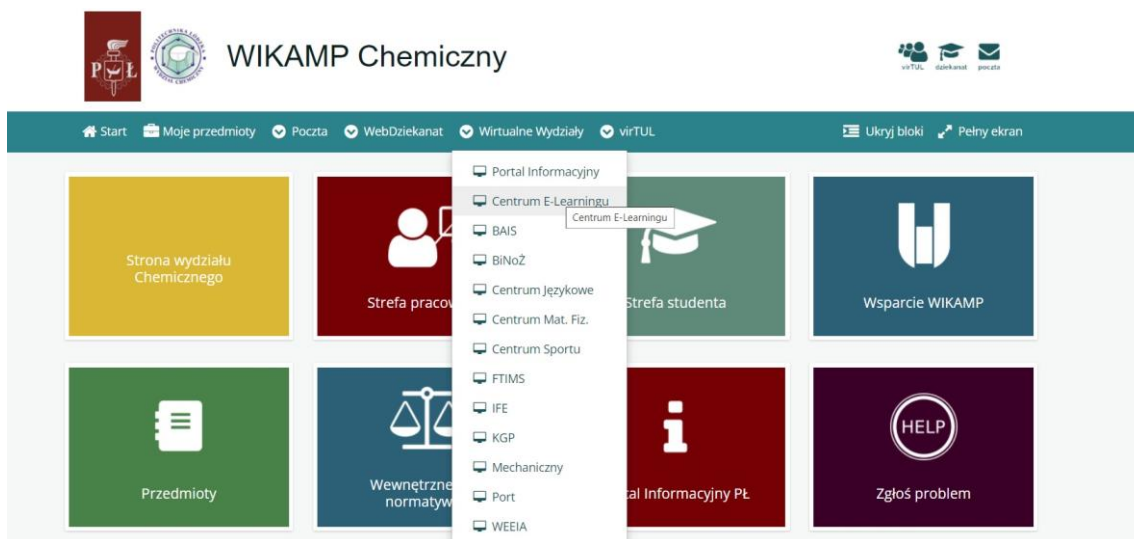 P Ł
WIKAMP Chemiczny
virTUL dziekanat poczta
Start Moje przedmioty Poczta WebDziekanat Wirtualne Wydziały virTUL Ukryj bloki Pełny ekran
Portal Informacyjny
Centrum E-Learningu
Centrum E-Learningu
BAIS
BiNoŻ
Centrum Językowe
Centrum Mat. Fiz.
Centrum Sportu
FTIMS
IFE
KGP
Mechaniczny
Port
WEEIA
Strona wydziału
Chemicznego
Strefa praco
Strefa studenta
Wsparcie WIKAMP
Przedmioty
Wewnętrzne
normatyw
tal Informacyjny PŁ
HELP
Zgłoś problem